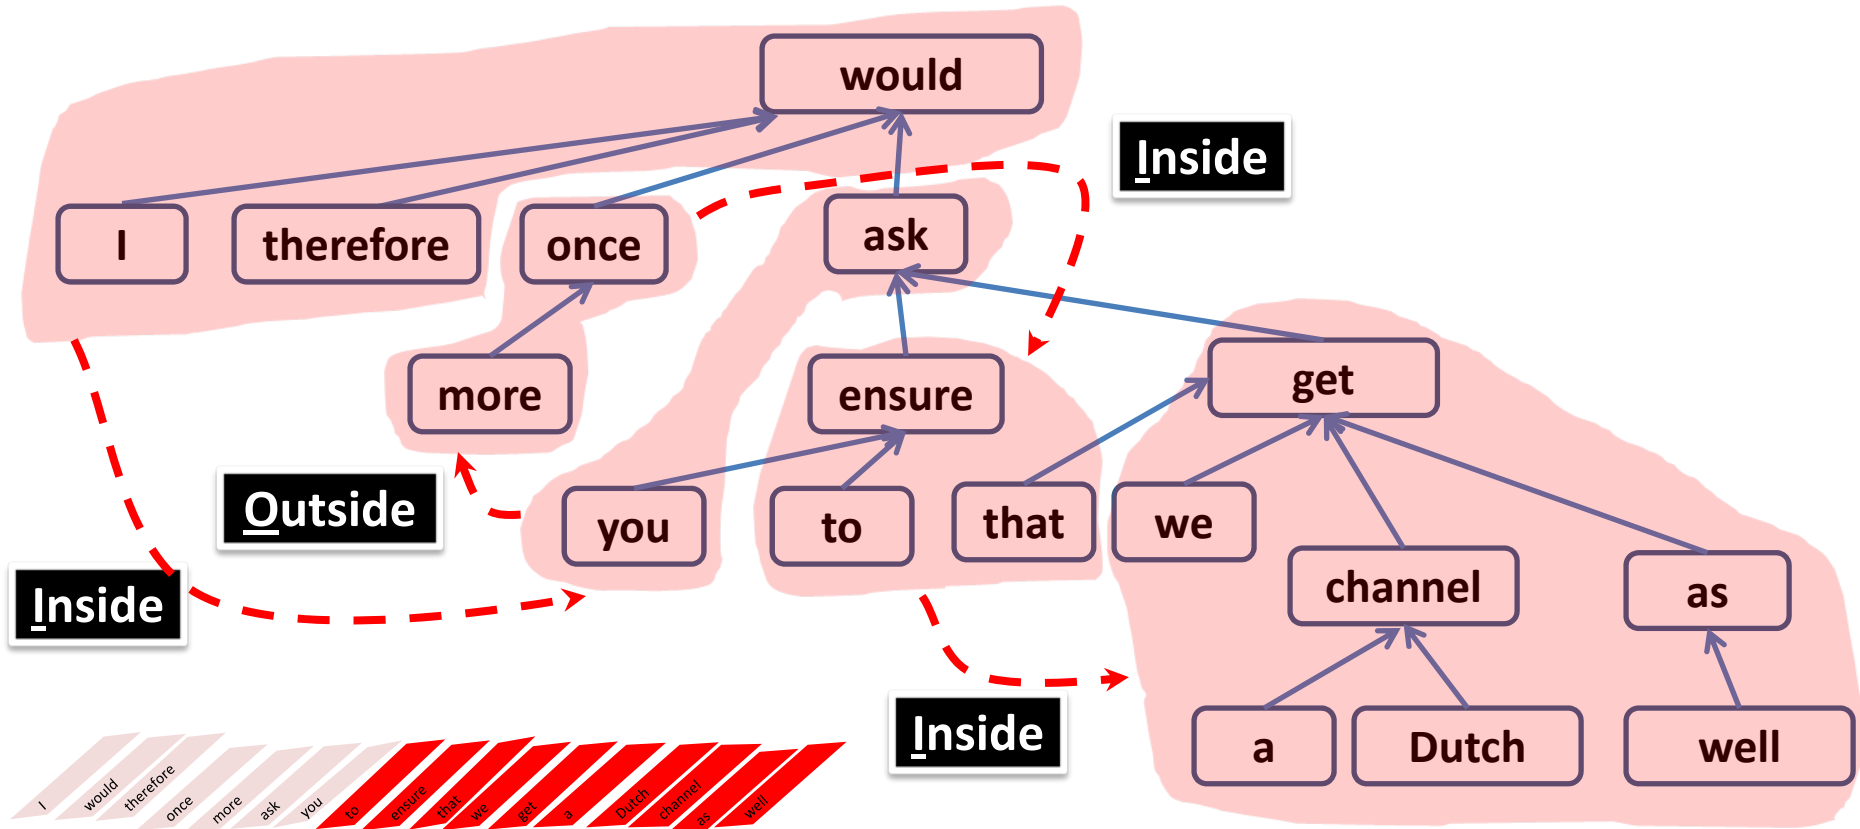 would
Inside
I therefore once ask
more ensure get
Outside
you to that we
Inside
channel as
Inside
a Dutch well
I would therefore once more ask you to ensure that we get a Dutch channel as well